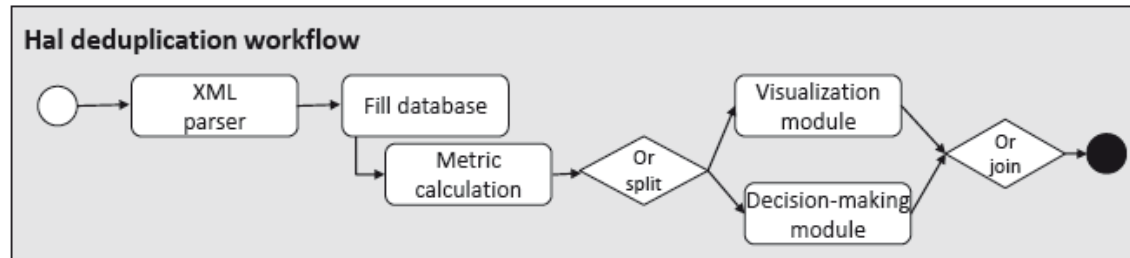 Hal deduplication workflow
XML
parser
Fill database
Metric
calculation
Or
split
Visualization
module
Decision-making
module
Or
join